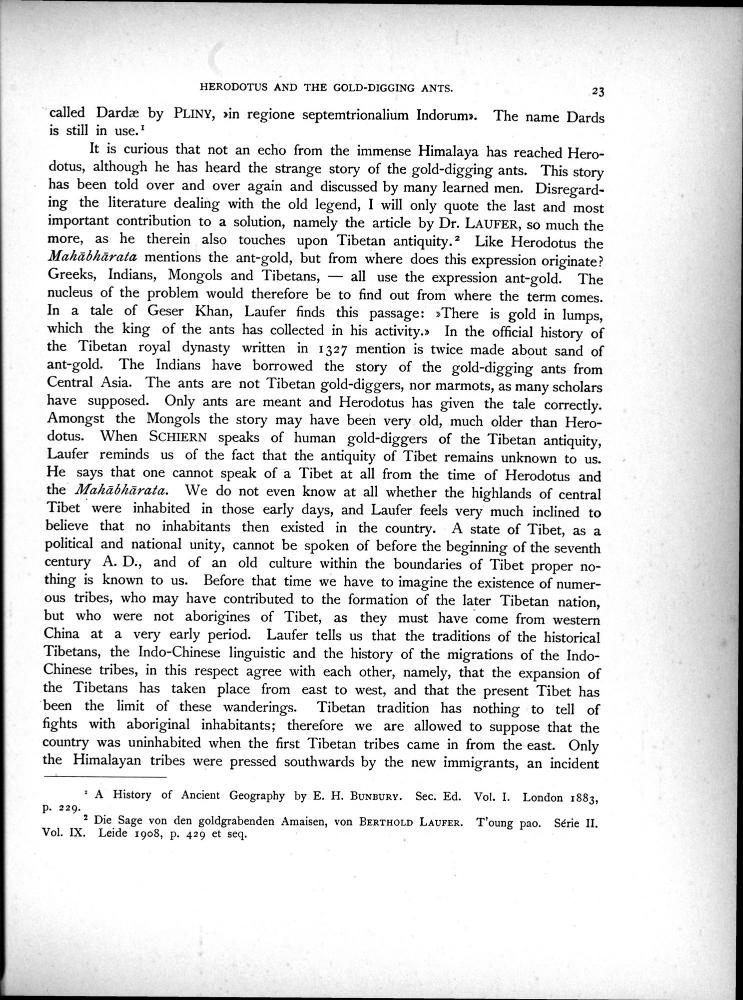 HERODOTUS AND THE GOLD-DIGGING ANTS.
23
called Dardæ by PLINY, »in regione septemtrionalium Indorum». The name Dards
is still in use.¹
It is curious that not an echo from the immense Himalaya has reached Hero-
dotus, although he has heard the strange story of the gold-digging ants. This story
has been told over and over again and discussed by many learned men. Disregard-
ing the literature dealing with the old legend, I will only quote the last and most
important contribution to a solution, namely the article by Dr. LAUFER, so much the
more, as he therein also touches upon Tibetan antiquity.² Like Herodotus the
Mahābhārata mentions the ant-gold, but from where does this expression originate?
Greeks, Indians, Mongols and Tibetans, — all use the expression ant-gold. The
nucleus of the problem would therefore be to find out from where the term comes.
In a tale of Geser Khan, Laufer finds this passage: »There is gold in lumps,
which the king of the ants has collected in his activity.» In the official history of
the Tibetan royal dynasty written in 1327 mention is twice made about sand of
ant-gold. The Indians have borrowed the story of the gold-digging ants from
Central Asia. The ants are not Tibetan gold-diggers, nor marmots, as many scholars
have supposed. Only ants are meant and Herodotus has given the tale correctly.
Amongst the Mongols the story may have been very old, much older than Hero-
dotus. When SCHIERN speaks of human gold-diggers of the Tibetan antiquity,
Laufer reminds us of the fact that the antiquity of Tibet remains unknown to us.
He says that one cannot speak of a Tibet at all from the time of Herodotus and
the Mahābhārata. We do not even know at all whether the highlands of central
Tibet were inhabited in those early days, and Laufer feels very much inclined to
believe that no inhabitants then existed in the country. A state of Tibet, as a
political and national unity, cannot be spoken of before the beginning of the seventh
century A. D., and of an old culture within the boundaries of Tibet proper no-
thing is known to us. Before that time we have to imagine the existence of numer-
ous tribes, who may have contributed to the formation of the later Tibetan nation,
but who were not aborigines of Tibet, as they must have come from western
China at a very early period. Laufer tells us that the traditions of the historical
Tibetans, the Indo-Chinese linguistic and the history of the migrations of the Indo-
Chinese tribes, in this respect agree with each other, namely, that the expansion of
the Tibetans has taken place from east to west, and that the present Tibet has
been the limit of these wanderings. Tibetan tradition has nothing to tell of
fights with aboriginal inhabitants; therefore we are allowed to suppose that the
country was uninhabited when the first Tibetan tribes came in from the east. Only
the Himalayan tribes were pressed southwards by the new immigrants, an incident
¹ A History of Ancient Geography by E. H. BUNBURY. Sec. Ed. Vol. I. London 1883,
p. 229.
² Die Sage von den goldgrabenden Amaisen, von BERTHOLD LAUFER. T'oung pao. Série II.
Vol. IX. Leide 1908, p. 429 et seq.